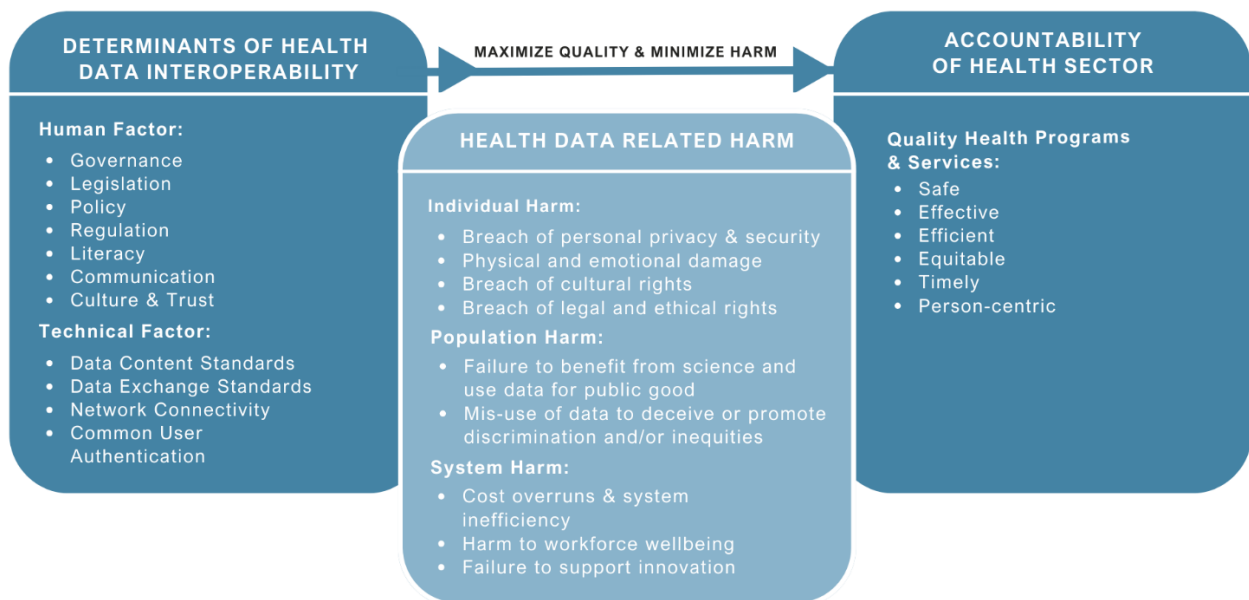 DETERMINANTS OF HEALTH
DATA INTEROPERABILITY
Human Factor:
• Governance
• Legislation
• Policy
• Regulation
• Literacy
• Communication
• Culture & Trust
Technical Factor:
• Data Content Standards
• Data Exchange Standards
• Network Connectivity
• Common User
Authentication
MAXIMIZE QUALITY & MINIMIZE HARM
HEALTH DATA RELATED HARM
Individual Harm:
• Breach of personal privacy & security
• Physical and emotional damage
• Breach of cultural rights
• Breach of legal and ethical rights
Population Harm:
• Failure to benefit from science and
use data for public good
• Mis-use of data to deceive or promote
discrimination and/or inequities
System Harm:
• Cost overruns & system
inefficiency
• Harm to workforce wellbeing
• Failure to support innovation
ACCOUNTABILITY
OF HEALTH SECTOR
Quality Health Programs
& Services:
• Safe
• Effective
• Efficient
• Equitable
• Timely
• Person-centric